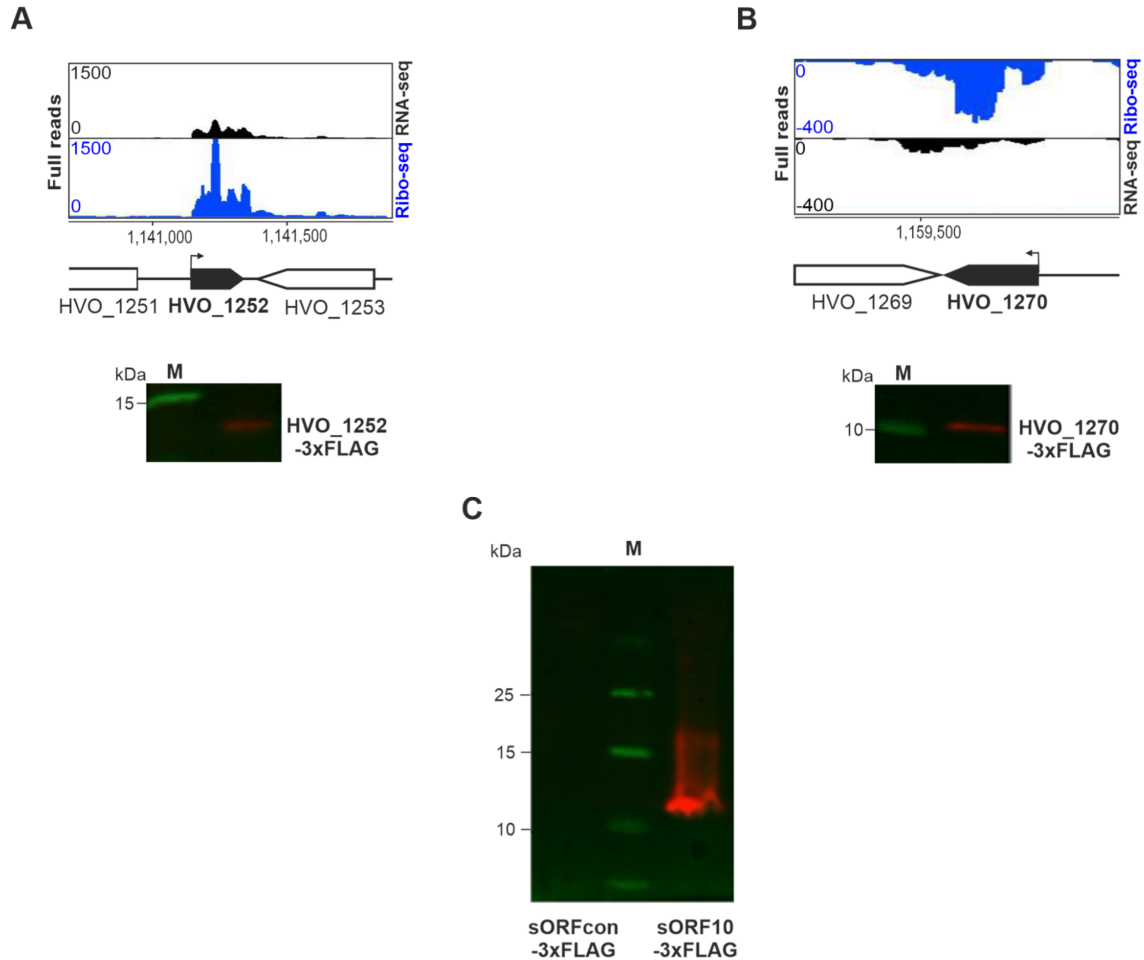 A
1500
0
1500
0
Full reads
RNA-seq
Ribo-seq
1,141,000
1,141,500
HVO_1251
HVO_1252
HVO_1253
kDa
M
15
HVO_1252
-3xFLAG
B
0
-400
0
-400
Full reads
Ribo-seq
RNA-seq
1,159,500
HVO_1269
HVO_1270
kDa
M
10
HVO_1270
-3xFLAG
C
kDa
M
25
15
10
sORFcon
-3xFLAG
sORF10
-3xFLAG